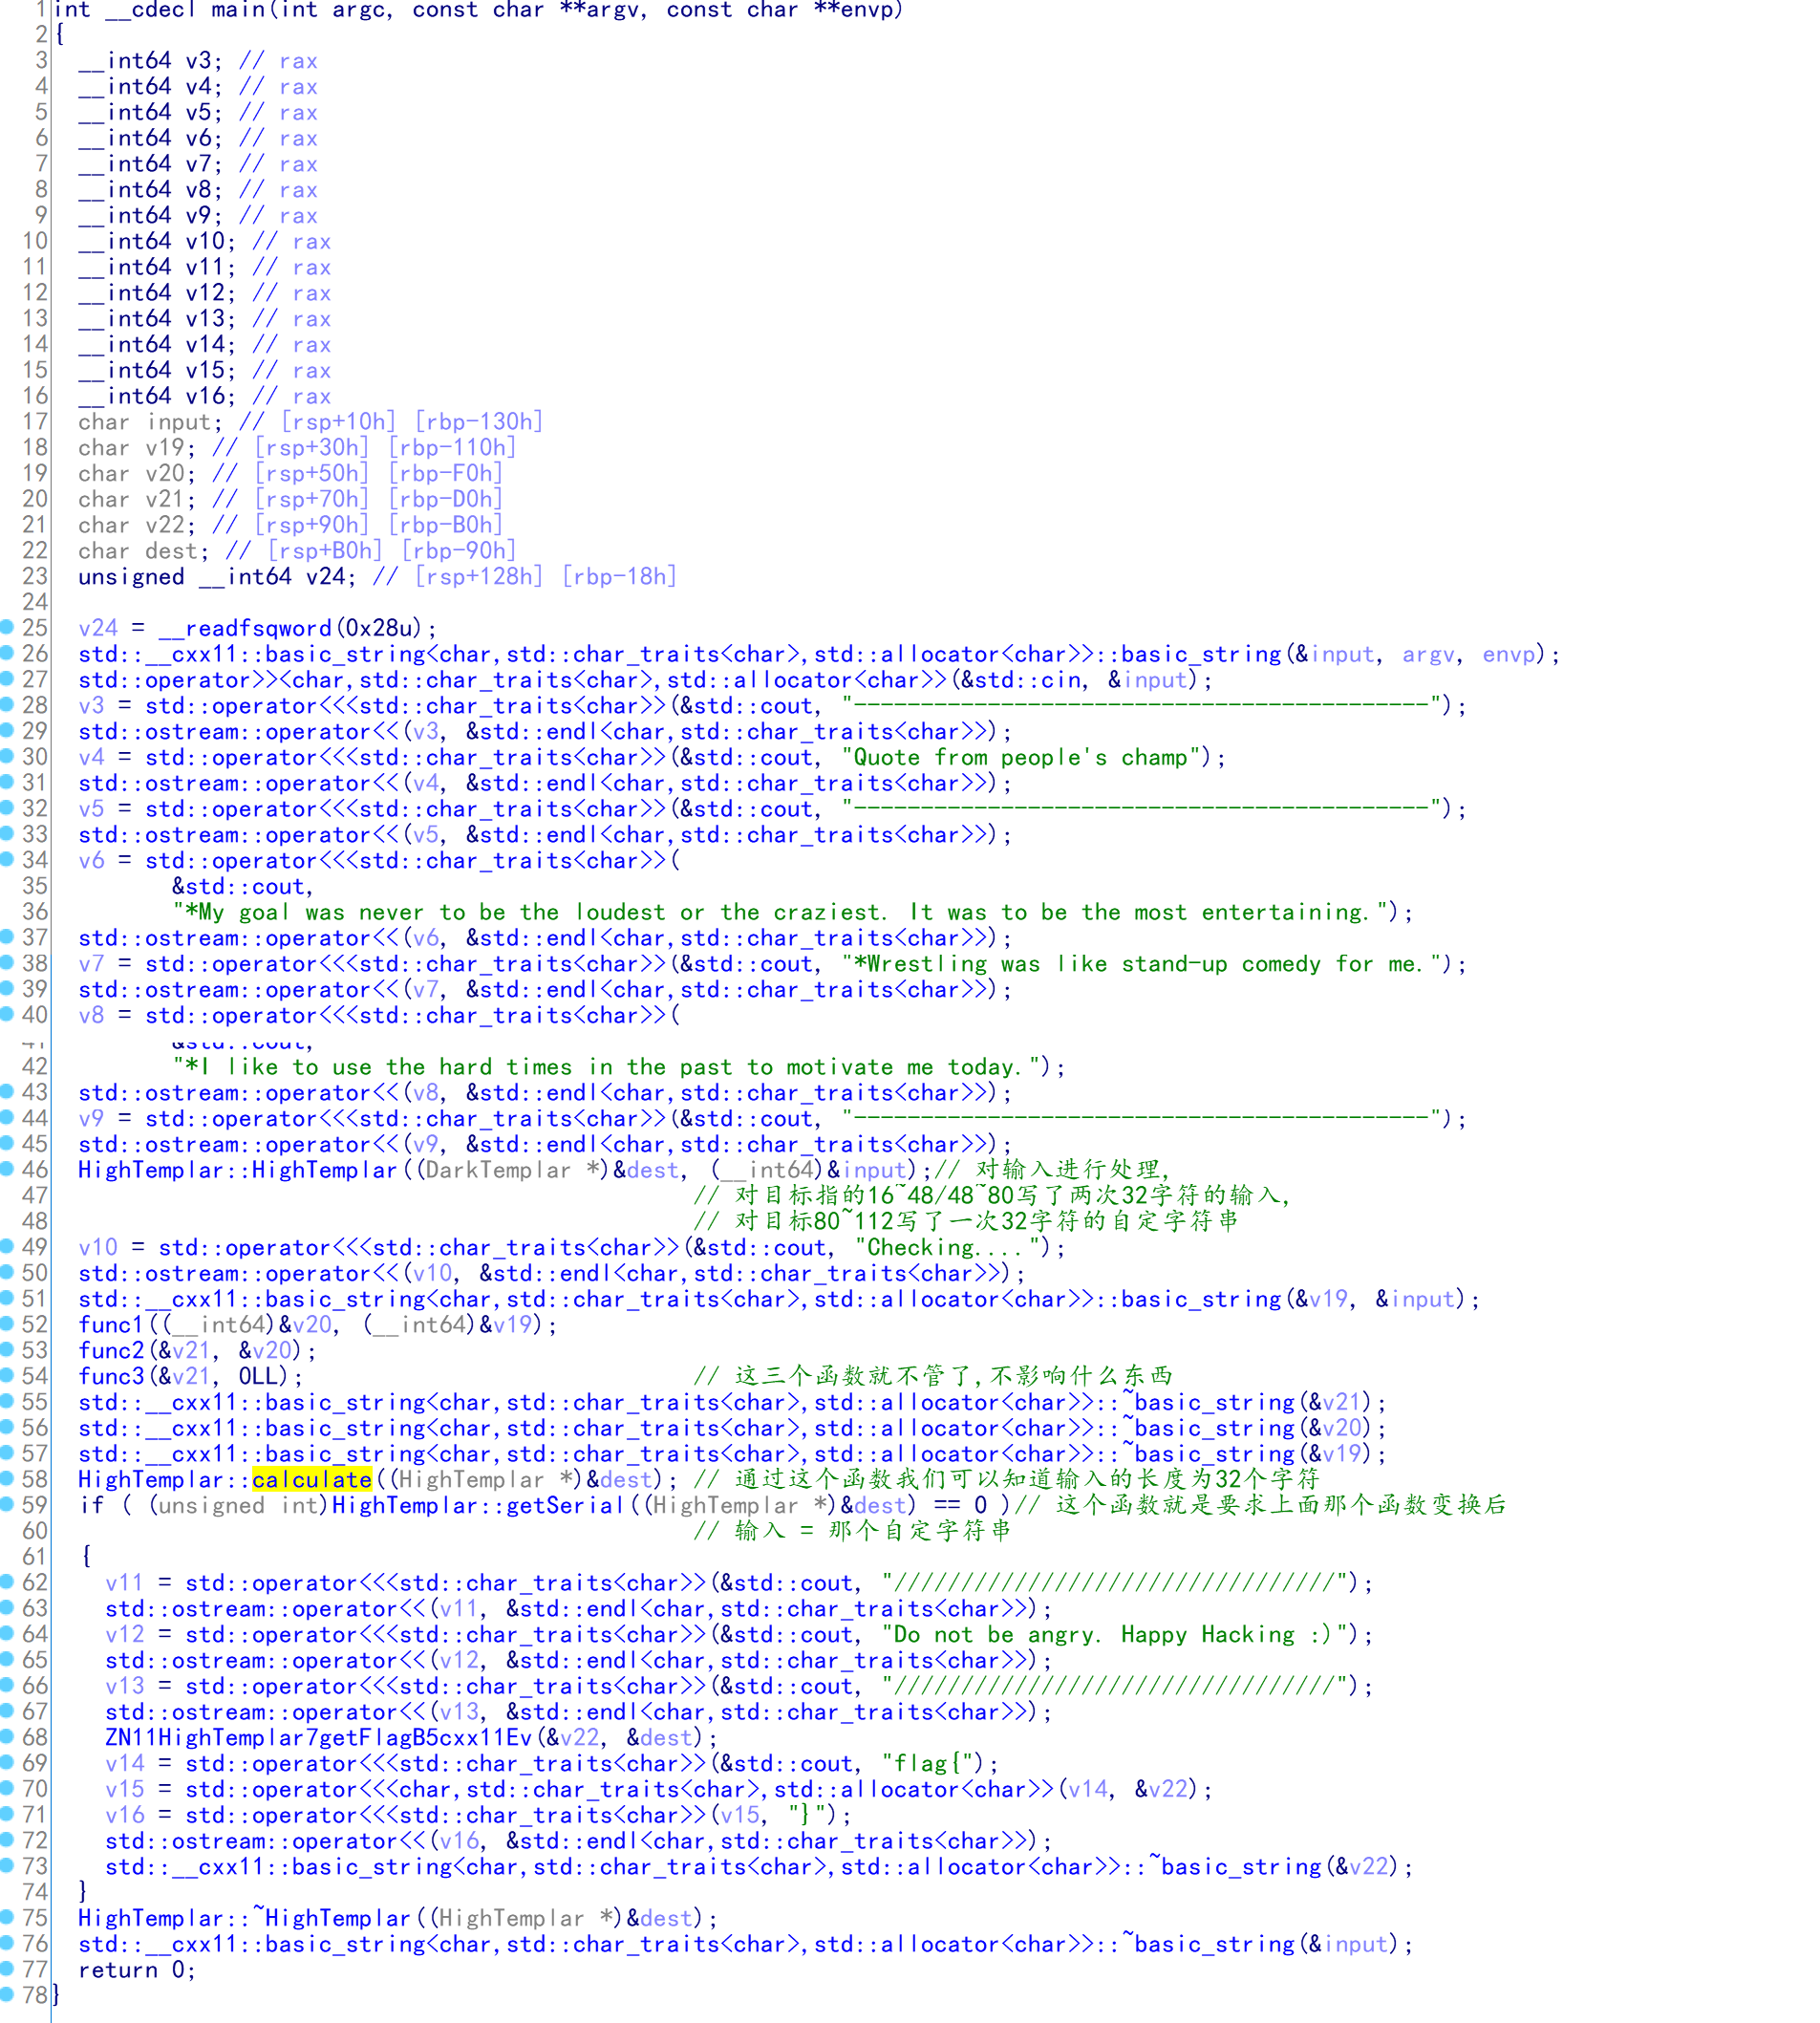 1 int __cdecl main(int argc, const char **argv, const char **envp)
2 {
3 __int64 v3; // rax
4 __int64 v4; // rax
5 __int64 v5; // rax
6 __int64 v6; // rax
7 __int64 v7; // rax
8 __int64 v8; // rax
9 __int64 v9; // rax
10 __int64 v10; // rax
11 __int64 v11; // rax
12 __int64 v12; // rax
13 __int64 v13; // rax
14 __int64 v14; // rax
15 __int64 v15; // rax
16 __int64 v16; // rax
17 char input; // [rsp+10h] [rbp-130h]
18 char v19; // [rsp+30h] [rbp-110h]
19 char v20; // [rsp+50h] [rbp-F0h]
20 char v21; // [rsp+70h] [rbp-D0h]
21 char v22; // [rsp+90h] [rbp-B0h]
22 char dest; // [rsp+B0h] [rbp-90h]
23 unsigned __int64 v24; // [rsp+128h] [rbp-18h]
24
25 v24 = __readfsqword(0x28u);
26 std::__cxx11::basic_string<char,std::char_traits<char>,std::allocator<char>>::basic_string(&input, argv, envp);
27 std::operator>><char,std::char_traits<char>,std::allocator<char>>(&std::cin, &input);
28 v3 = std::operator<<<std::char_traits<char>>(&std::cout, "-------------------------------------------");
29 std::ostream::operator<<(v3, &std::endl<char,std::char_traits<char>>);
30 v4 = std::operator<<<std::char_traits<char>>(&std::cout, "Quote from people's champ");
31 std::ostream::operator<<(v4, &std::endl<char,std::char_traits<char>>);
32 v5 = std::operator<<<std::char_traits<char>>(&std::cout, "-------------------------------------------");
33 std::ostream::operator<<(v5, &std::endl<char,std::char_traits<char>>);
34 v6 = std::operator<<<std::char_traits<char>>(
35 &std::cout,
36 "*My goal was never to be the loudest or the craziest. It was to be the most entertaining.");
37 std::ostream::operator<<(v6, &std::endl<char,std::char_traits<char>>);
38 v7 = std::operator<<<std::char_traits<char>>(&std::cout, "*Wrestling was like stand-up comedy for me.");
39 std::ostream::operator<<(v7, &std::endl<char,std::char_traits<char>>);
40 v8 = std::operator<<<std::char_traits<char>>(
41 &std::cout,
42 "*I like to use the hard times in the past to motivate me today.");
43 std::ostream::operator<<(v8, &std::endl<char,std::char_traits<char>>);
44 v9 = std::operator<<<std::char_traits<char>>(&std::cout, "-------------------------------------------");
45 std::ostream::operator<<(v9, &std::endl<char,std::char_traits<char>>);
46 HighTemplar::HighTemplar((DarkTemplar *)&dest, (__int64)&input);// 对输入进行处理,
47 // 对目标指的16~48/48~80写了两次32字符的输入,
48 // 对目标80~112写了一次32字符的自定字符串
49 v10 = std::operator<<<std::char_traits<char>>(&std::cout, "Checking....");
50 std::ostream::operator<<(v10, &std::endl<char,std::char_traits<char>>);
51 std::__cxx11::basic_string<char,std::char_traits<char>,std::allocator<char>>::basic_string(&v19, &input);
52 func1((__int64)&v20, (__int64)&v19);
53 func2(&v21, &v20);
54 func3(&v21, 0LL); // 这三个函数就不管了,不影响什么东西
55 std::__cxx11::basic_string<char,std::char_traits<char>,std::allocator<char>>::~basic_string(&v21);
56 std::__cxx11::basic_string<char,std::char_traits<char>,std::allocator<char>>::~basic_string(&v20);
57 std::__cxx11::basic_string<char,std::char_traits<char>,std::allocator<char>>::~basic_string(&v19);
58 HighTemplar::calculate((HighTemplar *)&dest); // 通过这个函数我们可以知道输入的长度为32个字符
59 if ( (unsigned int)HighTemplar::getSerial((HighTemplar *)&dest) == 0 )// 这个函数就是要求上面那个函数变换后
60 // 输入 = 那个自定字符串
61 {
62 v11 = std::operator<<<std::char_traits<char>>(&std::cout, "/////////////////////////////////");
63 std::ostream::operator<<(v11, &std::endl<char,std::char_traits<char>>);
64 v12 = std::operator<<<std::char_traits<char>>(&std::cout, "Do not be angry. Happy Hacking :)");
65 std::ostream::operator<<(v12, &std::endl<char,std::char_traits<char>>);
66 v13 = std::operator<<<std::char_traits<char>>(&std::cout, "/////////////////////////////////");
67 std::ostream::operator<<(v13, &std::endl<char,std::char_traits<char>>);
68 ZN11HighTemplar7getFlagB5cxx11Ev(&v22, &dest);
69 v14 = std::operator<<<std::char_traits<char>>(&std::cout, "flag{");
70 v15 = std::operator<<<char,std::char_traits<char>,std::allocator<char>>(v14, &v22);
71 v16 = std::operator<<<std::char_traits<char>>(v15, "}");
72 std::ostream::operator<<(v16, &std::endl<char,std::char_traits<char>>);
73 std::__cxx11::basic_string<char,std::char_traits<char>,std::allocator<char>>::~basic_string(&v22);
74 }
75 HighTemplar::~HighTemplar((HighTemplar *)&dest);
76 std::__cxx11::basic_string<char,std::char_traits<char>,std::allocator<char>>::~basic_string(&input);
77 return 0;
78 }